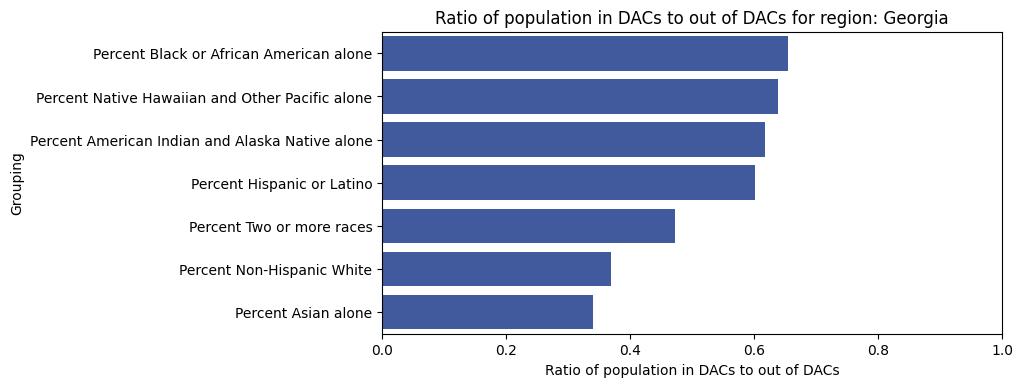 Ratio of population in DACs to out of DACs for region: Georgia
Percent Black or African American alone
Percent Native Hawaiian and Other Pacific alone
Percent American Indian and Alaska Native alone
Percent Hispanic or Latino
Percent Two or more races
Percent Non-Hispanic White
Percent Asian alone
Grouping
0.0 0.2 0.4 0.6 0.8 1.0
Ratio of population in DACs to out of DACs